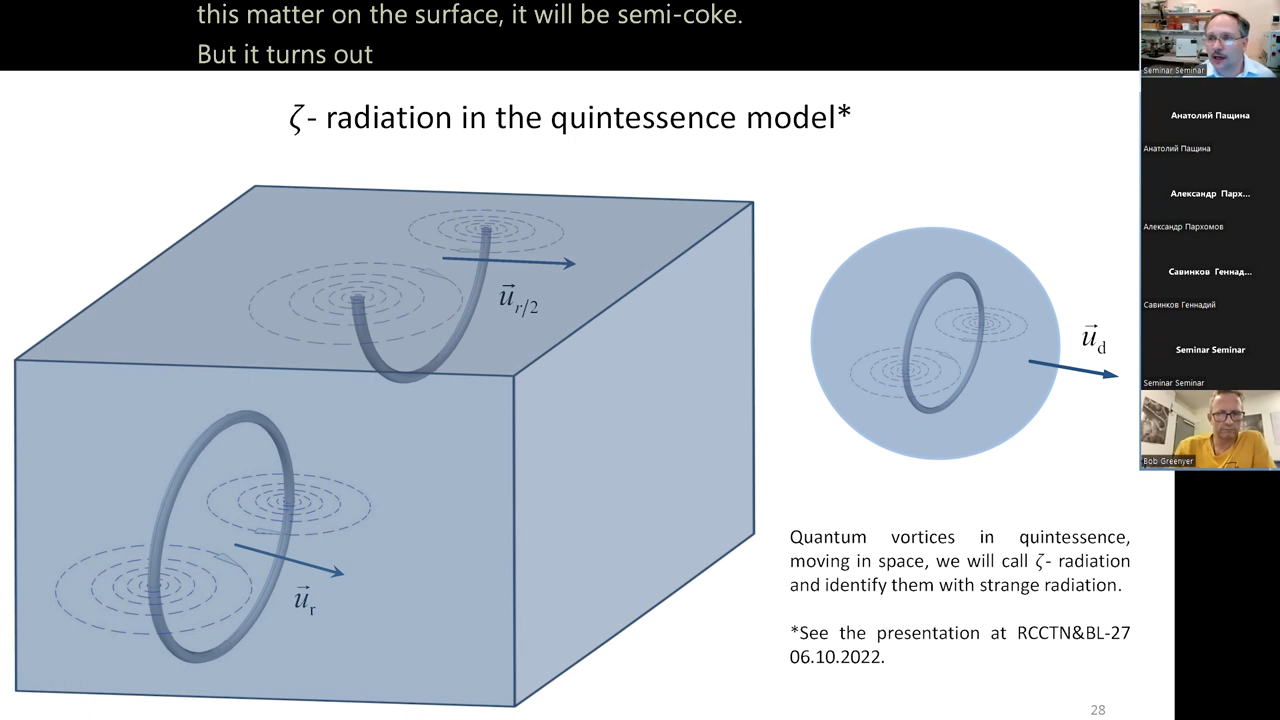 this matter on the surface, it will be semi-coke.
But it turns out
ζ - radiation in the quintessence model*
u⃗r/2
u⃗d
u⃗r
Quantum vortices in quintessence,
moving in space, we will call ζ - radiation
and identify them with strange radiation.
*See the presentation at RCCTN&BL-27
06.10.2022.
28
Seminar Seminar
Анатолий Пащина
Анатолий Пащина
Александр Парх...
Александр Пархомов
Савинков Геннад...
Савинков Геннадий
Seminar Seminar
Seminar Seminar
Bob Greenyer